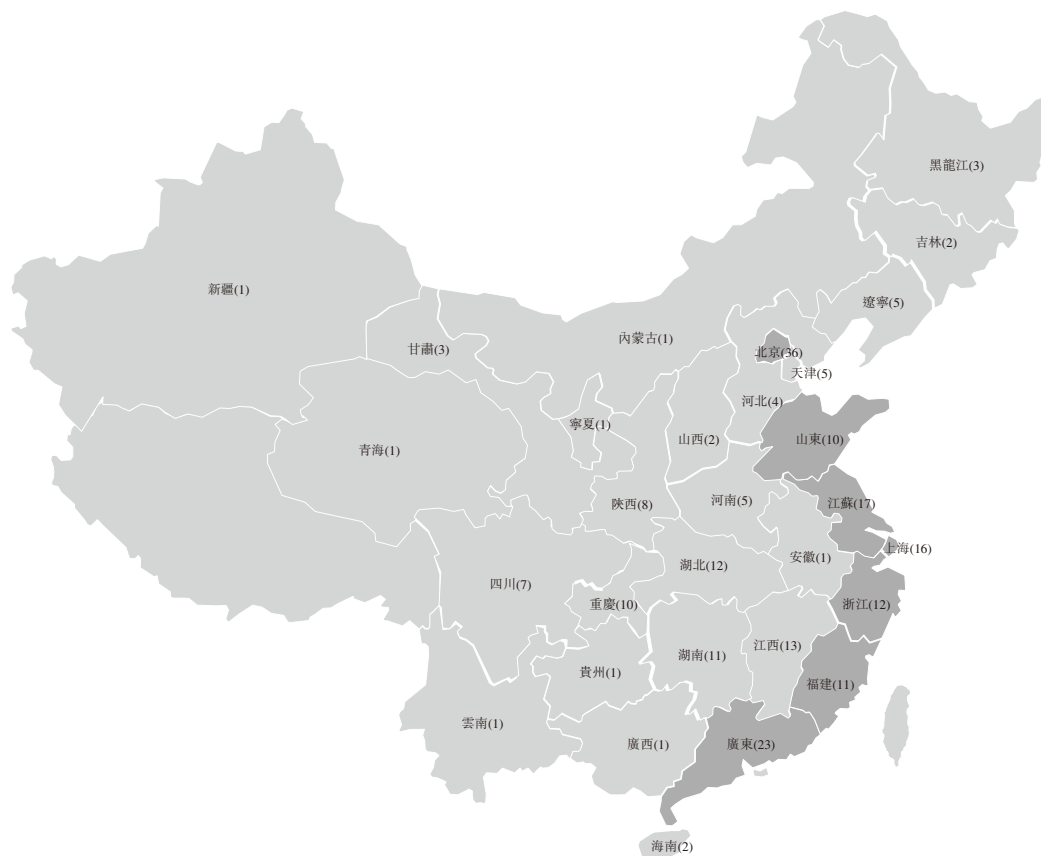 黑龍江(3)
吉林(2)
新疆(1)
遼寧(5)
內蒙古(1)
甘肅(3)
北京(36)
天津(5)
河北(4)
寧夏(1)
山西(2)
山東(10)
青海(1)
陝西(8)
河南(5)
江蘇(17)
上海(16)
安徽(1)
湖北(12)
四川(7)
重慶(10)
浙江(12)
江西(13)
湖南(11)
貴州(1)
福建(11)
雲南(1)
廣西(1)
廣東(23)
海南(2)